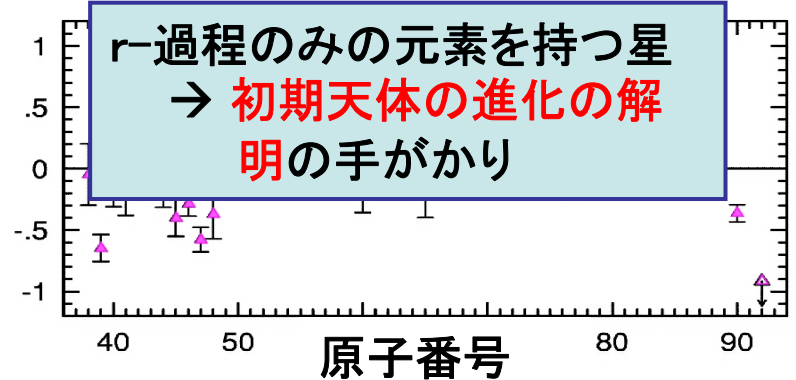 r-過程のみの元素を持つ星
→ 初期天体の進化の解
明の手がかり
1
.5
0
-.5
-1
40 50 80 90
原子番号